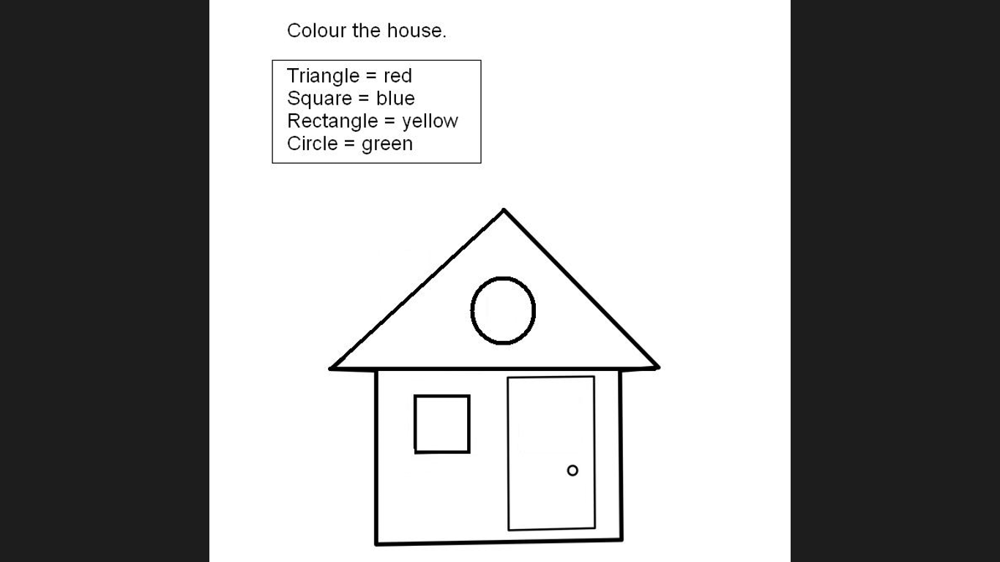 Colour the house.
Triangle = red
Square = blue
Rectangle = yellow
Circle = green